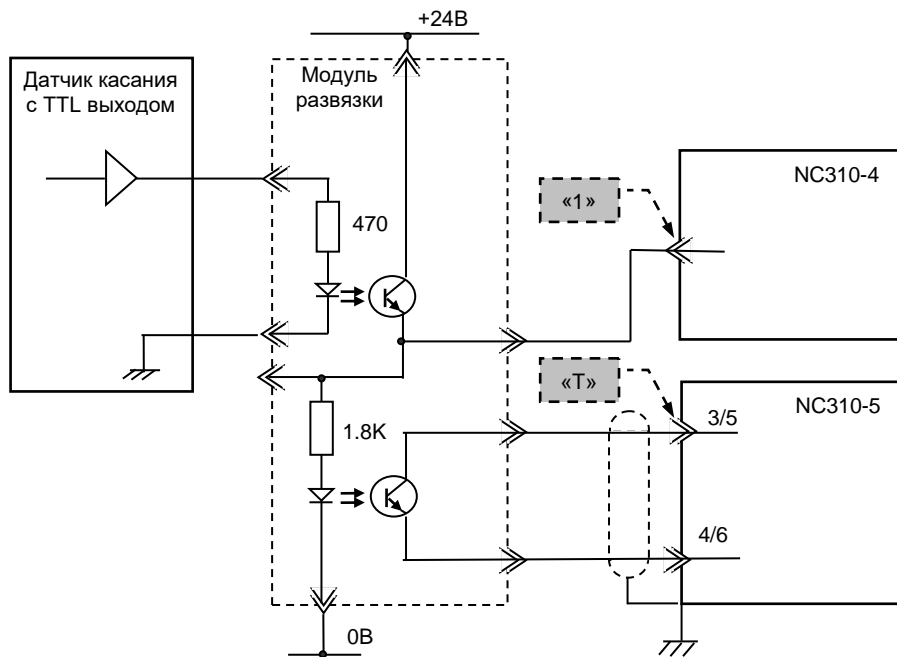 +24В
Датчик касания
с TTL выходом
Модуль
развязки
NC310-4
«1»
470
«Т»
NC310-5
3/5
1.8K
4/6
0В